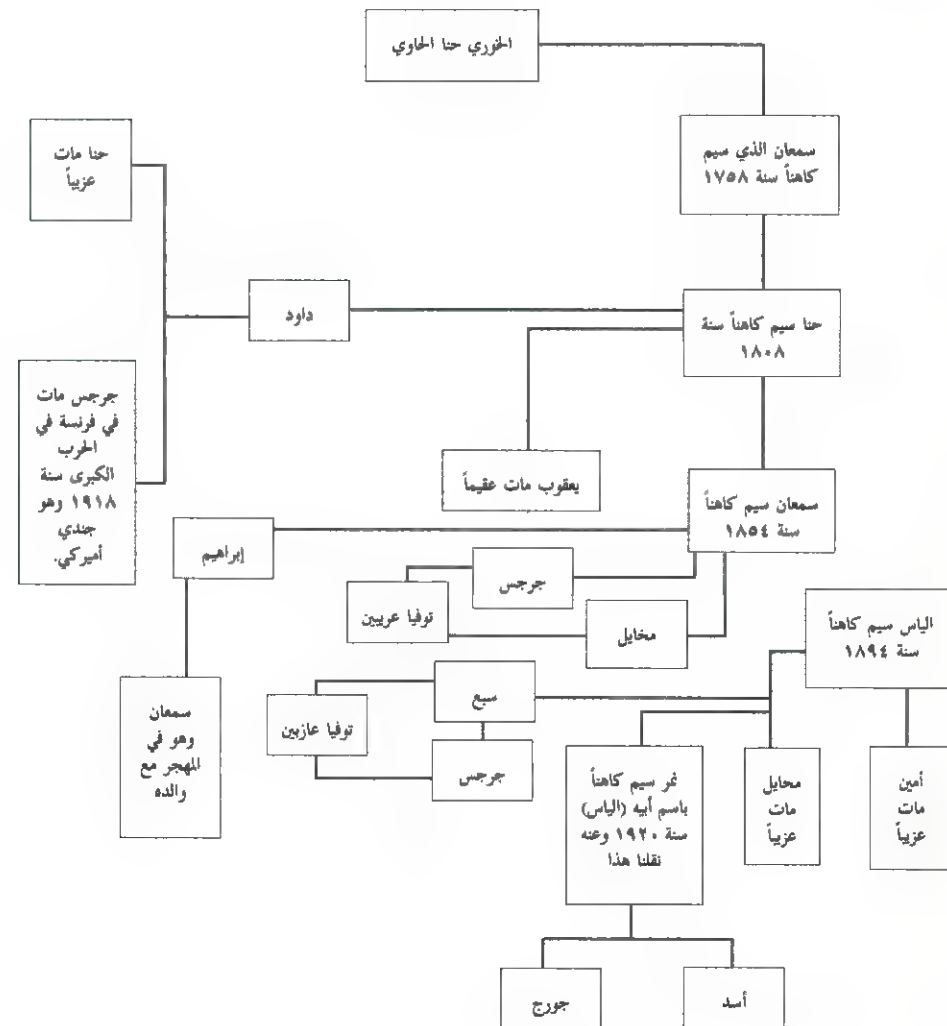 الخوري حنا الحاوي
سمعان الذي سيم
كاهناً سنة ١٧٥٨
حنا مات
عزيباً
داود
حنا سيم كاهناً سنة
١٨٠٨
جرجس مات
في فرنسة في
الحرب
الكبرى سنة
١٩١٨ وهو
جندي
أميركي.
يعقوب مات عقيماً
سمعان سيم كاهناً
سنة ١٨٥٤
إبراهيم
جرجس
توفيا عربيين
مخايل
الياس سيم كاهناً
سنة ١٨٩٤
سبع
توفيا عازبين
جرجس
سمعان
وهو في
المهجر مع
والده
نمر سيم كاهناً
باسم أبيه (الياس)
سنة ١٩٢٠ وعنه
نقلنا هذا
محايل
مات
عزيباً
أمين
مات
عزيباً
أسد
جورج